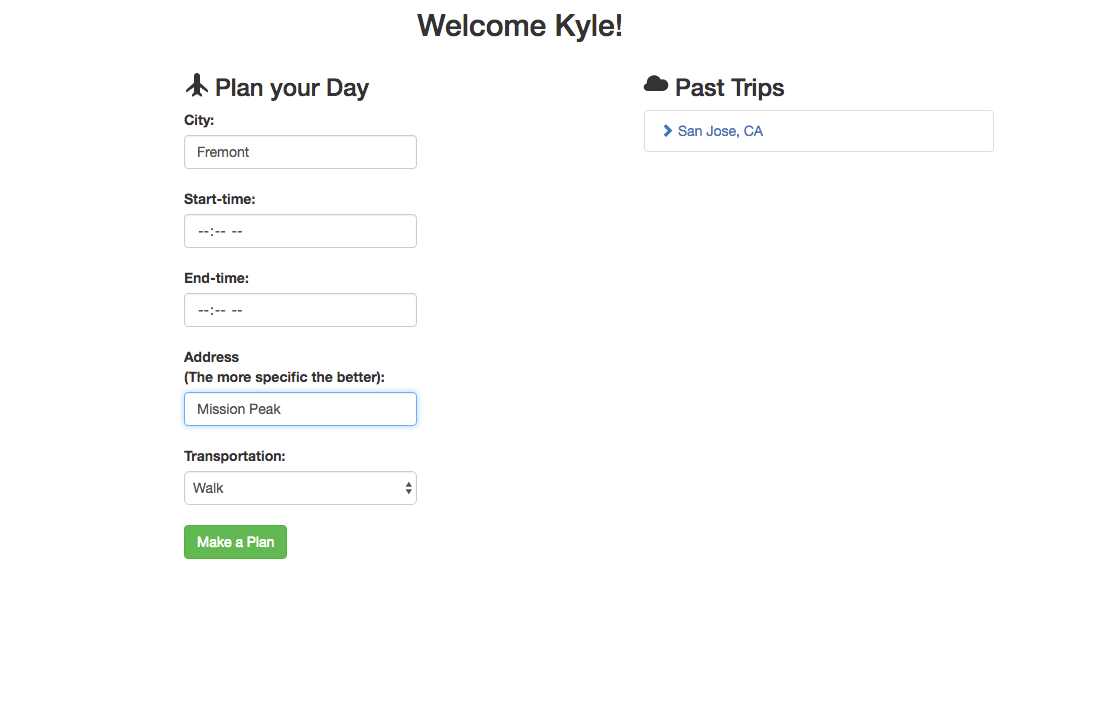 Welcome Kyle!
Plan your Day
City:
Fremont
Start-time:
--:-- --
End-time:
--:-- --
Address
(The more specific the better):
Mission Peak
Transportation:
Walk
Make a Plan
Past Trips
San Jose, CA